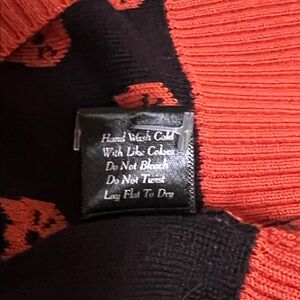 Hand Wash Cold
With Like Colors
Do Not Bleach
Do Not Twist
Lay Flat To Dry